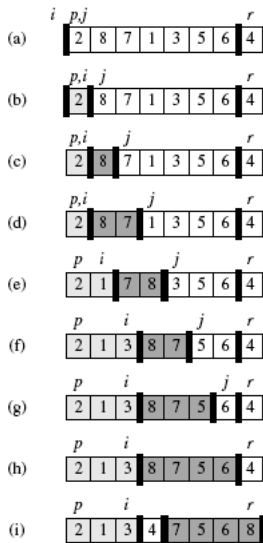 i p,j r
(a) 2 8 7 1 3 5 6 4
p,i j r
(b) 2 8 7 1 3 5 6 4
p,i j r
(c) 2 8 7 1 3 5 6 4
p,i j r
(d) 2 8 7 1 3 5 6 4
p i j r
(e) 2 1 7 8 3 5 6 4
p i j r
(f) 2 1 3 8 7 5 6 4
p i j r
(g) 2 1 3 8 7 5 6 4
p i r
(h) 2 1 3 8 7 5 6 4
p i r
(i) 2 1 3 4 7 5 6 8